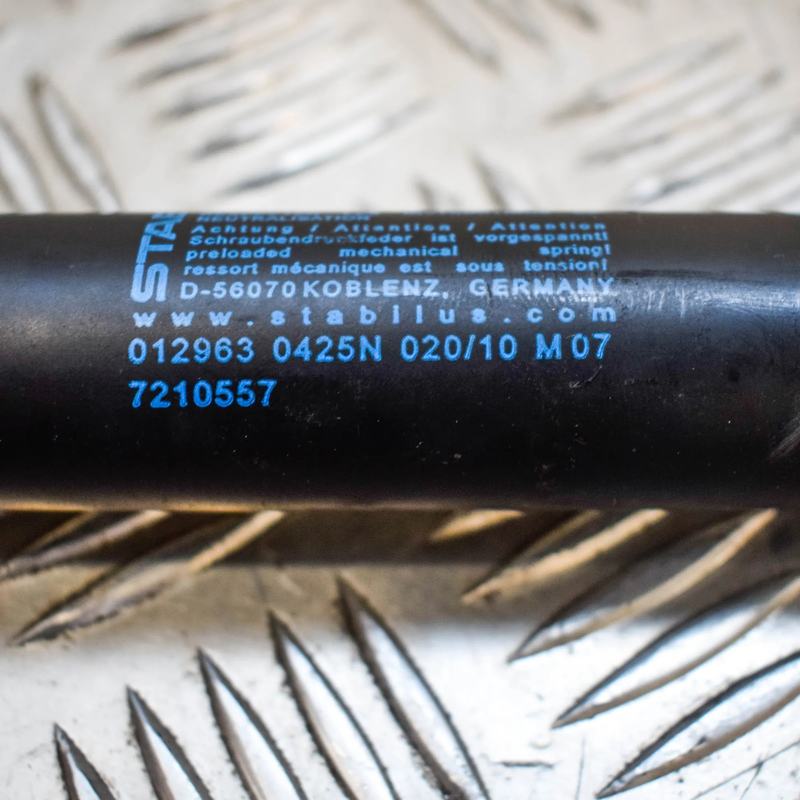 STA
NEUTRALISATION
Achtung / Attention / Attention
Schraubendruckfeder ist vorgespannt!
preloaded mechanical spring!
ressort mécanique est sous tension!
D-56070 KOBLENZ, GERMANY
www.stabilus.com
012963 0425N 020/10 M 07
7210557